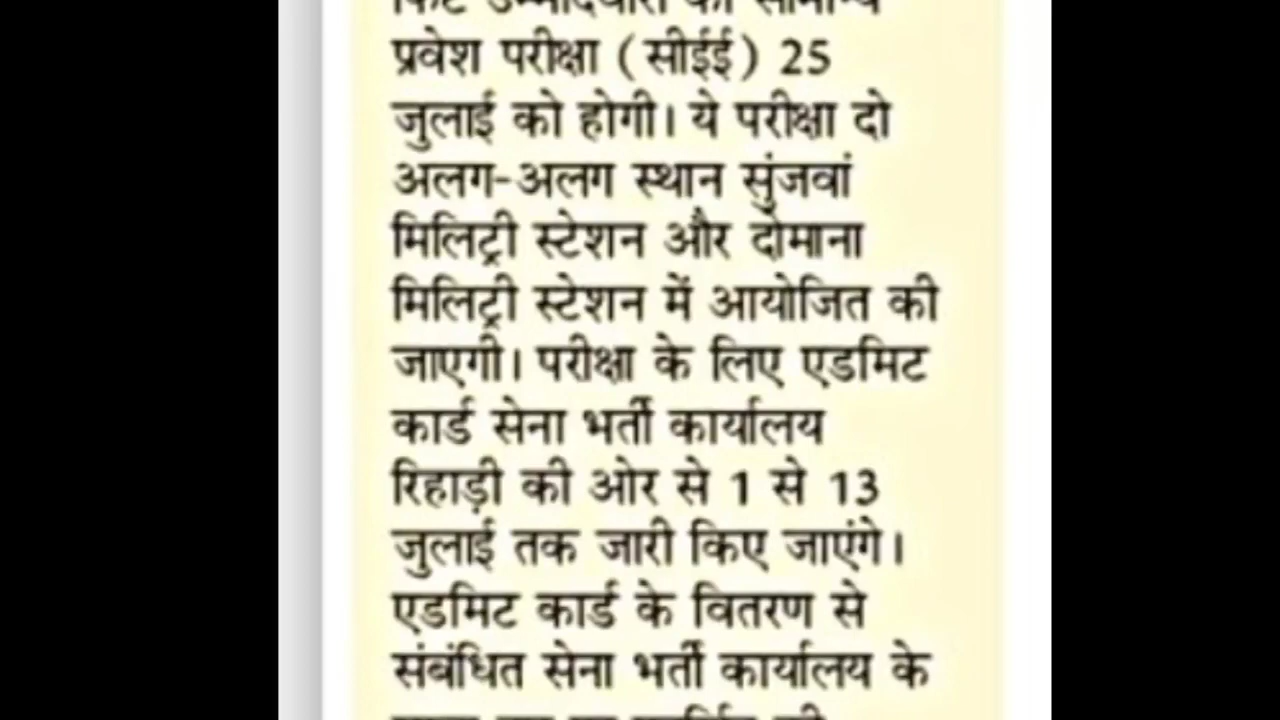 प्रवेश परीक्षा (सीईई) 25
जुलाई को होगी। ये परीक्षा दो
अलग-अलग स्थान सुंजवां
मिलिट्री स्टेशन और दोमाना
मिलिट्री स्टेशन में आयोजित की
जाएगी। परीक्षा के लिए एडमिट
कार्ड सेना भर्ती कार्यालय
रिहाड़ी की ओर से 1 से 13
जुलाई तक जारी किए जाएंगे।
एडमिट कार्ड के वितरण से
संबंधित सेना भर्ती कार्यालय के